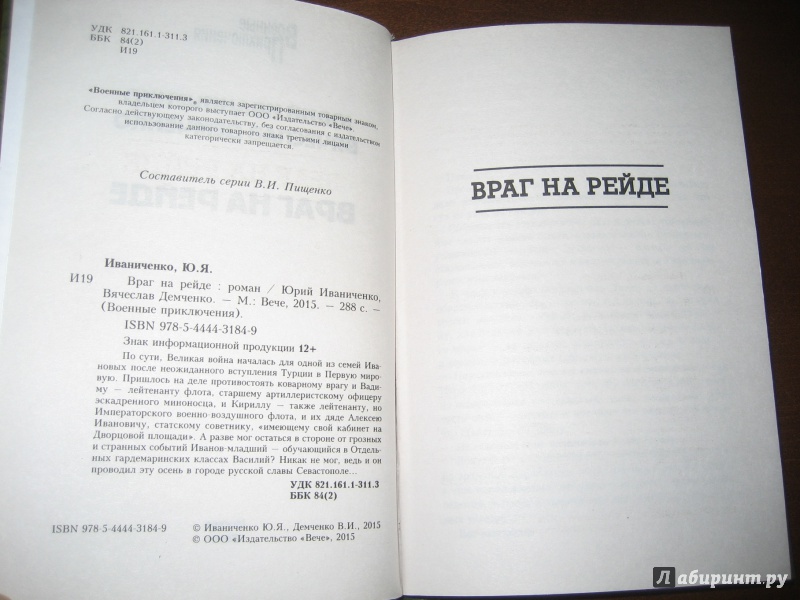 УДК 821.161.1-311.3
ББК 84(2)
И19
«Военные приключения», является зарегистрированным товарным знаком,
владельцем которого выступает ООО «Издательство «Вече».
Согласно действующему законодательству, без согласования с издательством
использование данного товарного знака третьими лицами
категорически запрещается.
Составитель серии В.И. Пищенко
Иваниченко, Ю.Я.
И19 Враг на рейде : роман / Юрий Иваниченко,
Вячеслав Демченко. — М.: Вече, 2015. — 288 с. —
(Военные приключения).
ISBN 978-5-4444-3184-9
Знак информационной продукции 12+
По сути, Великая война началась для одной из семей Ива-
новых после неожиданного вступления Турции в Первую миро-
вую. Пришлось на деле противостоять коварному врагу и Вади-
му — лейтенанту флота, старшему артиллерийскому офицеру
эскадренного миноносца, и Кириллу — также лейтенанту, но
Императорского военно-воздушного флота, и их дяде Алексею
Ивановичу, статскому советнику, «имеющему свой кабинет на
Дворцовой площади». А разве мог остаться в стороне от грозных
и странных событий Иванов-младший — обучающийся в Отдель-
ных гардемаринских классах Василий? Никак не мог, ведь и он
проводил эту осень в городе русской славы Севастополе...
УДК 821.161.1-311.3
ББК 84(2)
ISBN 978-5-4444-3184-9
© Иваниченко Ю.Я., Демченко В.И., 2015
© ООО «Издательство «Вече», 2015
ВРАГ НА РЕЙДЕ
Лабиринт.ру